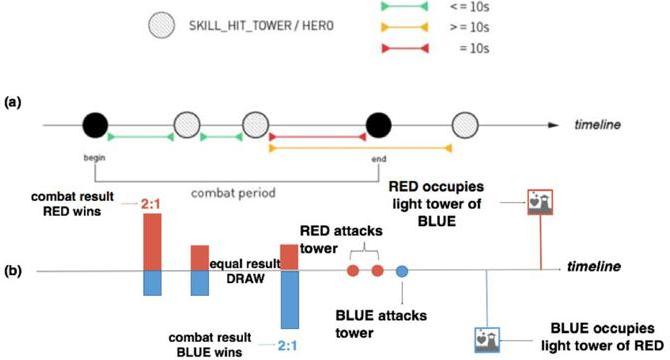 <= 10s
SKILL_HIT_TOWER / HERO
>= 10s
= 10s
(a)
timeline
begin
end
combat period
combat result
RED wins
2:1
RED occupies
light tower of
BLUE
RED attacks
tower
equal result
DRAW
(b)
timeline
BLUE attacks
tower
combat result
BLUE wins
2:1
BLUE occupies
light tower of RED